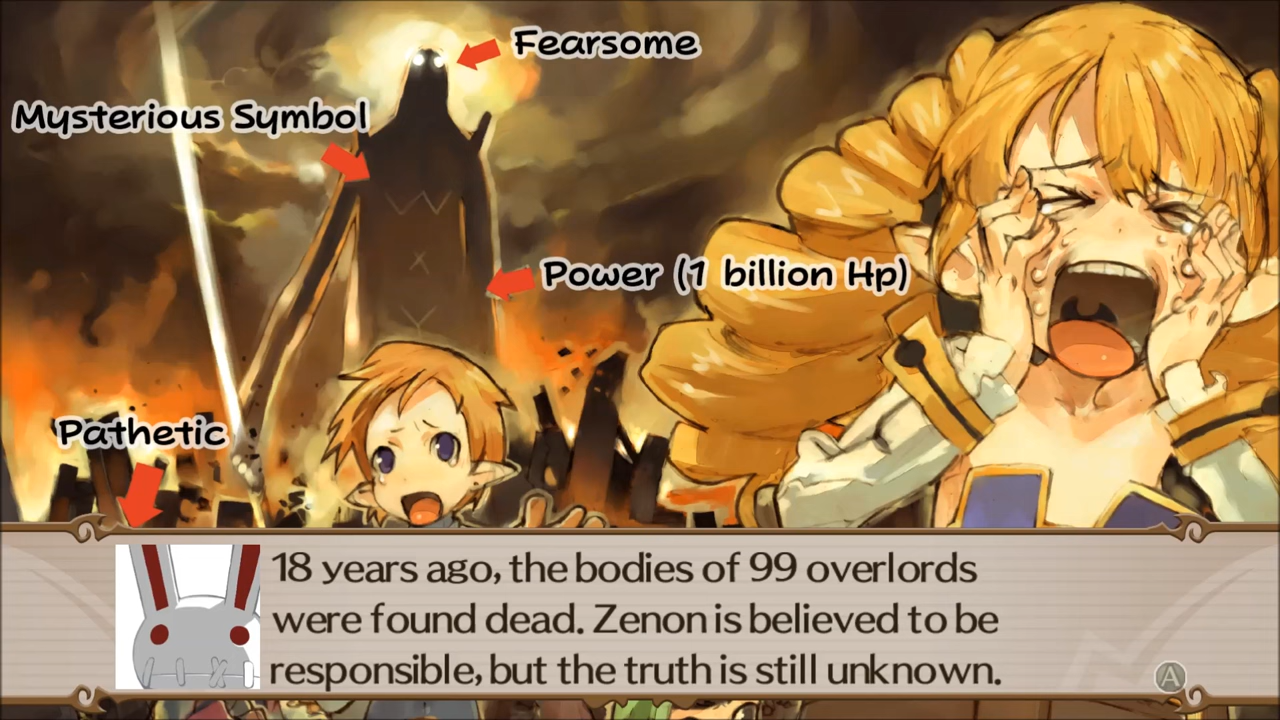 Fearsome
Mysterious Symbol
Power (1 billion Hp)
Pathetic
18 years ago, the bodies of 99 overlords
were found dead. Zenon is believed to be
responsible, but the truth is still unknown.
A